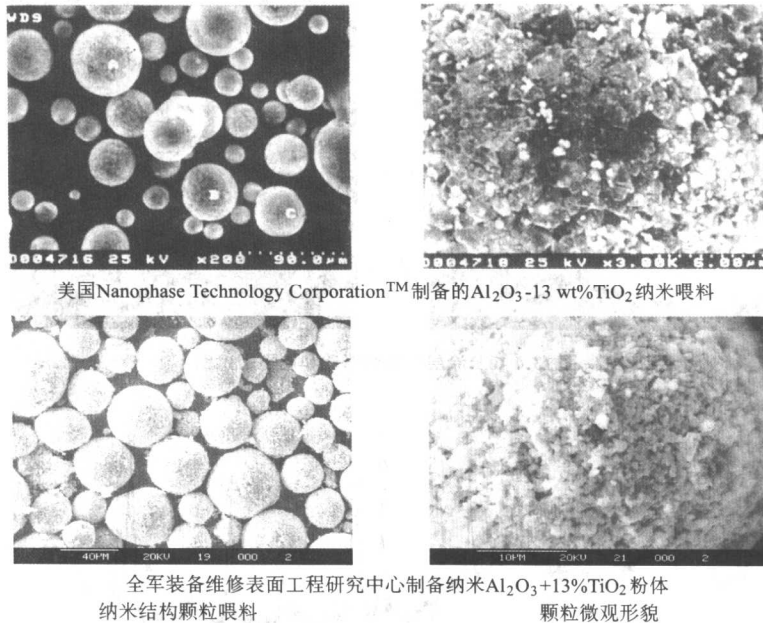 WD9
D004716 25 kV x200 90.0μm
D004718 25 kV x3.00K 6.00μm
美国Nanophase Technology Corporation™制备的Al₂O₃-13 wt%TiO₂纳米喂料
40PM 20KV 19 000 2
10PM 20KV 21 000 2
全军装备维修表面工程研究中心制备纳米Al₂O₃+13%TiO₂粉体
纳米结构颗粒喂料
颗粒微观形貌